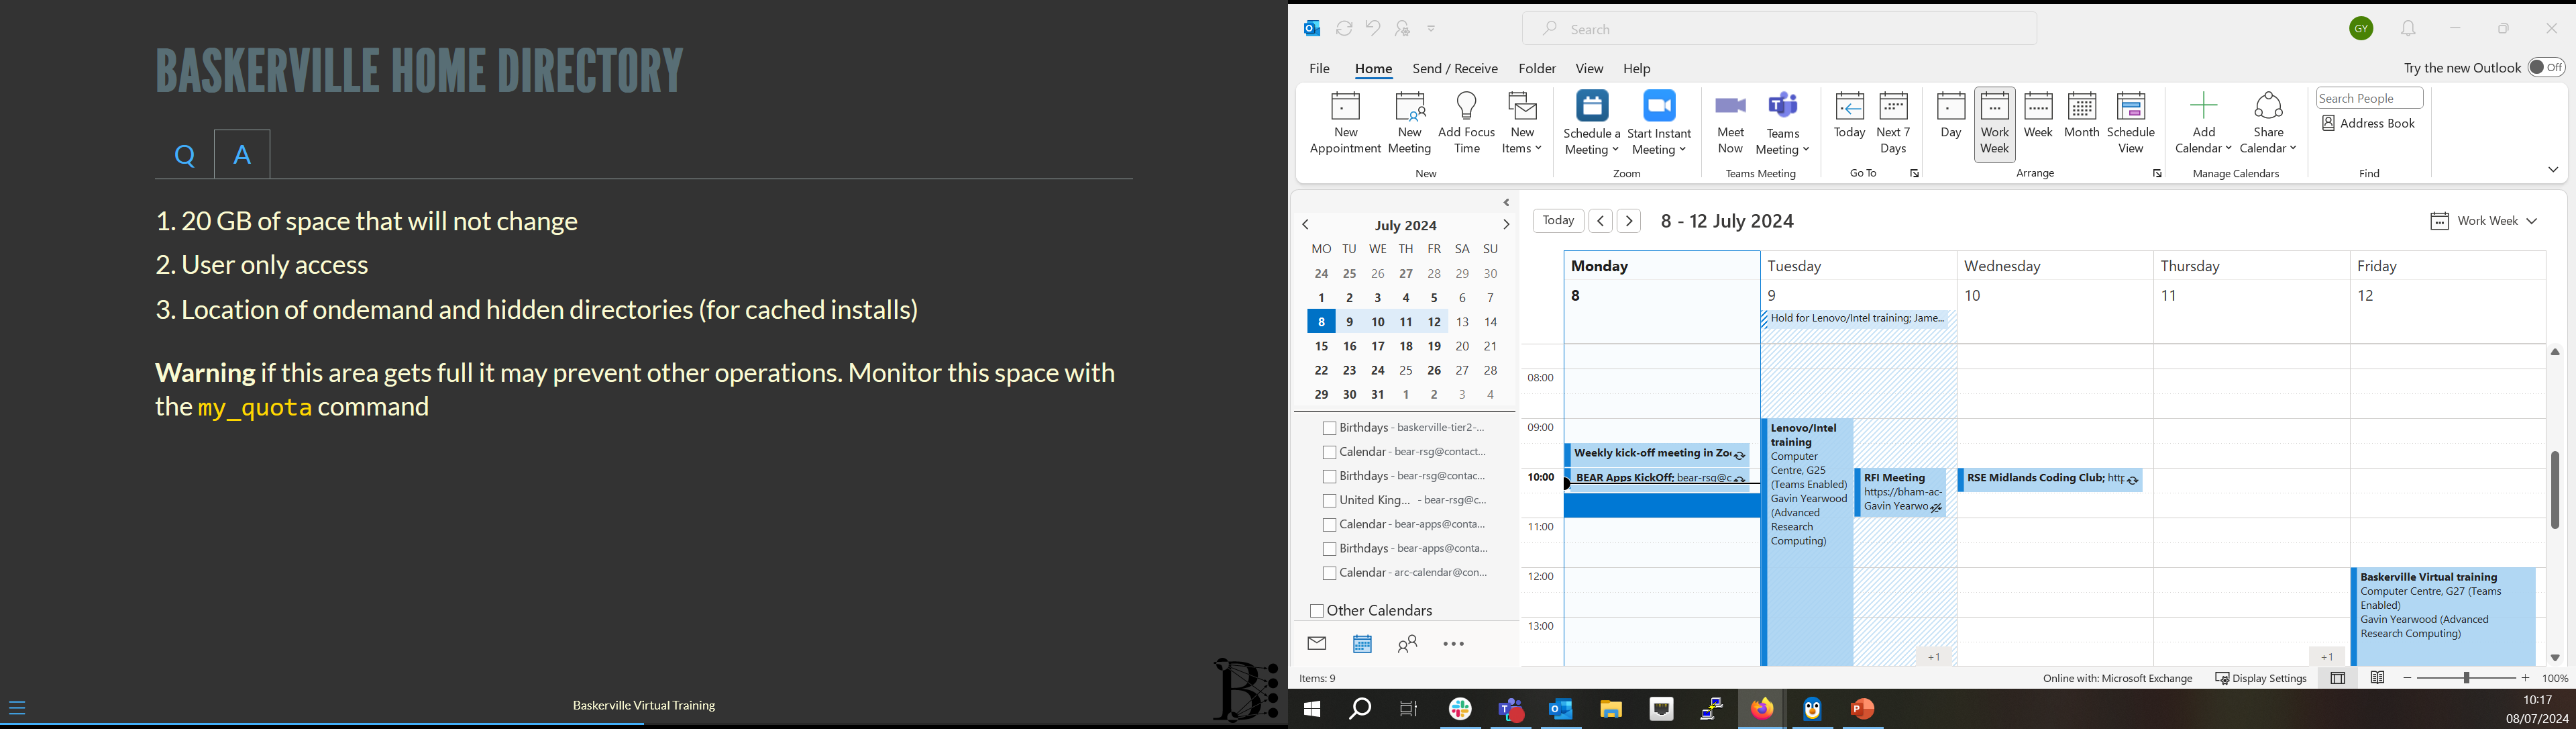 BASKERVILLE HOME DIRECTORY
Q A
1. 20 GB of space that will not change
2. User only access
3. Location of ondemand and hidden directories (for cached installs)
Warning if this area gets full it may prevent other operations. Monitor this space with
the my_quota command
Baskerville Virtual Training
Search
GY
File Home Send / Receive Folder View Help
Try the new Outlook Off
New Appointment
New Meeting
Add Focus Time
New Items
New
Schedule a Meeting
Start Instant Meeting
Zoom
Meet Now
Teams Meeting
Teams Meeting
Today
Next 7 Days
Go To
Day
Work Week
Week
Month
Schedule View
Arrange
Add Calendar
Share Calendar
Manage Calendars
Search People
Address Book
Find
July 2024
MO TU WE TH FR SA SU
24 25 26 27 28 29 30
1 2 3 4 5 6 7
8 9 10 11 12 13 14
15 16 17 18 19 20 21
22 23 24 25 26 27 28
29 30 31 1 2 3 4
Birthdays - baskerville-tier2-...
Calendar - bear-rsg@contact...
Birthdays - bear-rsg@contac...
United King... - bear-rsg@c...
Calendar - bear-apps@conta...
Birthdays - bear-apps@conta...
Calendar - arc-calendar@con...
Other Calendars
Items: 9
Today
8 - 12 July 2024
Work Week
Monday Tuesday Wednesday Thursday Friday
8 9 10 11 12
Hold for Lenovo/Intel training; Jame...
08:00
09:00
10:00
11:00
12:00
13:00
Weekly kick-off meeting in Zo
BEAR Apps KickOff; bear-rsg@c
Lenovo/Intel
training
Computer
Centre, G25
(Teams Enabled)
Gavin Yearwood
(Advanced
Research
Computing)
RFI Meeting
https://bham-ac-
Gavin Yearwo
RSE Midlands Coding Club; http
Baskerville Virtual training
Computer Centre, G27 (Teams
Enabled)
Gavin Yearwood (Advanced
Research Computing)
+1
+1
Online with: Microsoft Exchange
Display Settings
100%
10:17
08/07/2024